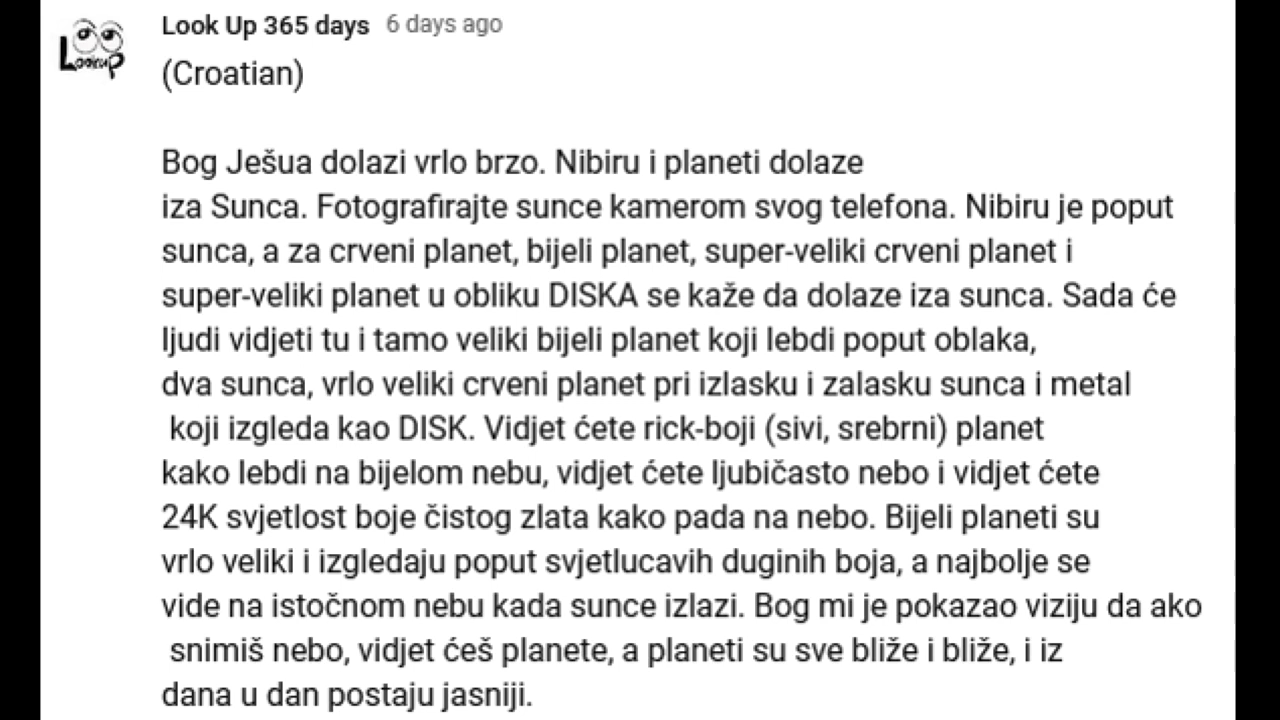 Look Up 365 days 6 days ago
Lookup
(Croatian)
Bog Ješua dolazi vrlo brzo. Nibiru i planeti dolaze
iza Sunca. Fotografirajte sunce kamerom svog telefona. Nibiru je poput
sunca, a za crveni planet, bijeli planet, super-veliki crveni planet i
super-veliki planet u obliku DISKA se kaže da dolaze iza sunca. Sada će
ljudi vidjeti tu i tamo veliki bijeli planet koji lebdi poput oblaka,
dva sunca, vrlo veliki crveni planet pri izlasku i zalasku sunca i metal
koji izgleda kao DISK. Vidjet ćete rick-boji (sivi, srebrni) planet
kako lebdi na bijelom nebu, vidjet ćete ljubičasto nebo i vidjet ćete
24K svjetlost boje čistog zlata kako pada na nebo. Bijeli planeti su
vrlo veliki i izgledaju poput svjetlucavih duginih boja, a najbolje se
vide na istočnom nebu kada sunce izlazi. Bog mi je pokazao viziju da ako
snimiš nebo, vidjet ćeš planete, a planeti su sve bliže i bliže, i iz
dana u dan postaju jasniji.